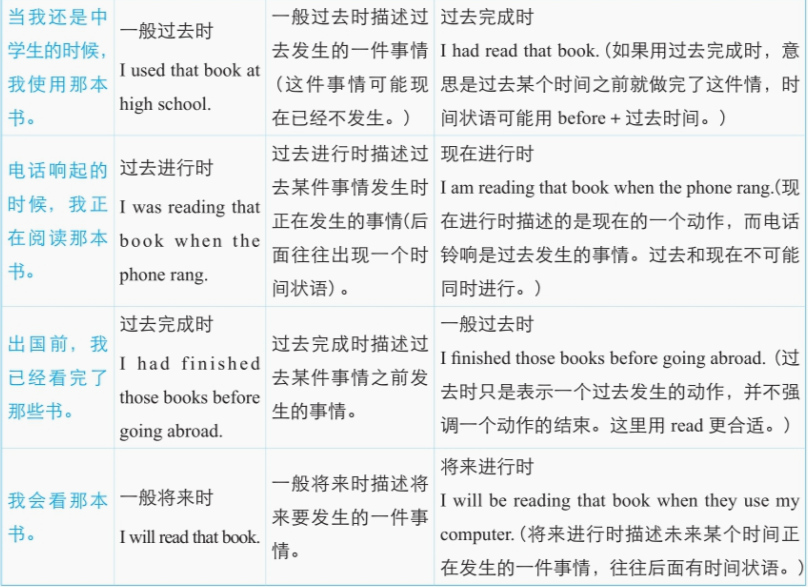 当我还是中
学生的时候，
我使用那本
书。
一般过去时
I used that book at
high school.
一般过去时描述过
去发生的一件事情
（这件事情可能现
在已经不发生。）
过去完成时
I had read that book.（如果用过去完成时，意
思是过去某个时间之前就做完了这件情，时
间状语可能用 before + 过去时间。）
电话响起的
时候，我正
在阅读那本
书。
过去进行时
I was reading that
book when the
phone rang.
过去进行时描述过
去某件事情发生时
正在发生的事情(后
面往往出现一个时
间状语）。
现在进行时
I am reading that book when the phone rang.(现
在进行时描述的是现在的一个动作，而电话
铃响是过去发生的事情。过去和现在不可能
同时进行。）
出国前，我
已经看完了
那些书。
过去完成时
I had finished
those books before
going abroad.
过去完成时描述过
去某件事情之前发
生的事情。
一般过去时
I finished those books before going abroad.（过
去时只是表示一个过去发生的动作，并不强
调一个动作的结束。这里用 read 更合适。）
我会看那本
书。
一般将来时
I will read that book.
一般将来时描述将
来要发生的一件事
情。
将来进行时
I will be reading that book when they use my
computer.（将来进行时描述未来某个时间正
在发生的一件事情，往往后面有时间状语。）